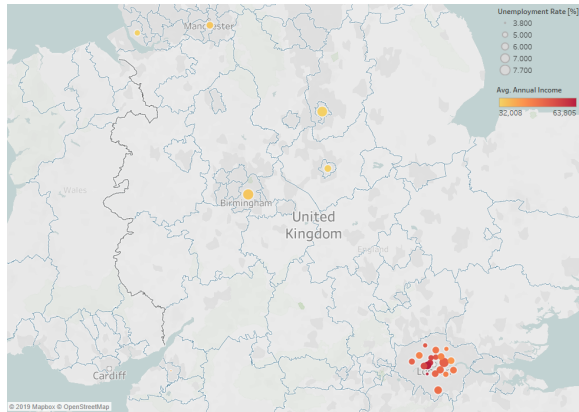 Unemployment Rate [%]
3.800
5.000
6.000
7.000
7.700
Avg. Annual Income
32,008 63,805
Manchester
Wales
Birmingham
United
Kingdom
Cardiff
© 2019 Mapbox © OpenStreetMap